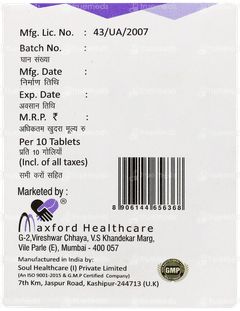 Mfg. Lic. No. : 43/UA/2007
Batch No. :
घान संख्या
Mfg. Date :
निर्माण तिथि
Exp. Date :
अवसान तिथि
M.R.P. ₹ :
अधिकतम खुदरा मूल्य रु
Per 10 Tablets
प्रति 10 गोलियाँ
(Incl. of all taxes)
सभी करों सहित
8906144656368
Marketed by :
Maxford Healthcare
G-2,Vireshwar Chhaya, V.S Khandekar Marg,
Vile Parle (E), Mumbai - 400 057
Manufactured in India by:
Soul Healthcare (I) Private Limited
(An ISO 9001-2015 & G.M.P Certified Company)
7th Km, Jaspur Road, Kashipur-244713 (U.K)
GMP